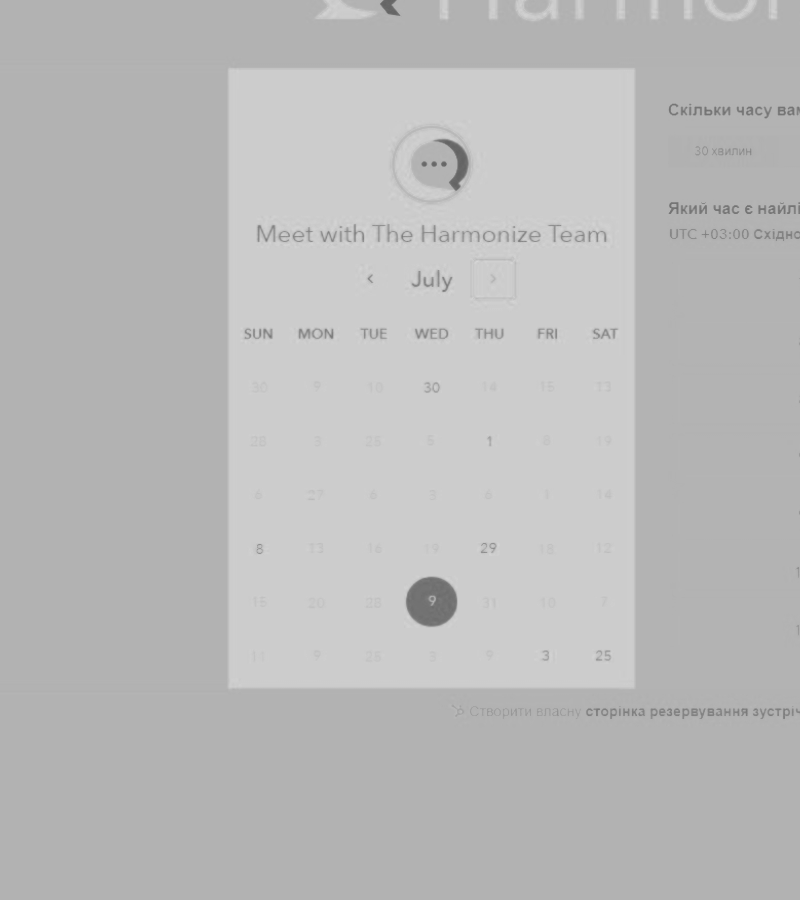 Harmon
Meet with The Harmonize Team
July
SUN MON TUE WED THU FRI SAT
30 9 10 30 14 15 13
28 3 25 5 1 8 19
6 27 6 3 6 1 14
8 13 16 19 29 18 12
15 20 28 9 31 10 7
11 9 25 3 9 3 25
Скільки часу вам
30 хвилин
Який час є найлі
UTC +03:00 Східно
Створити власну сторінка резервування зустріч